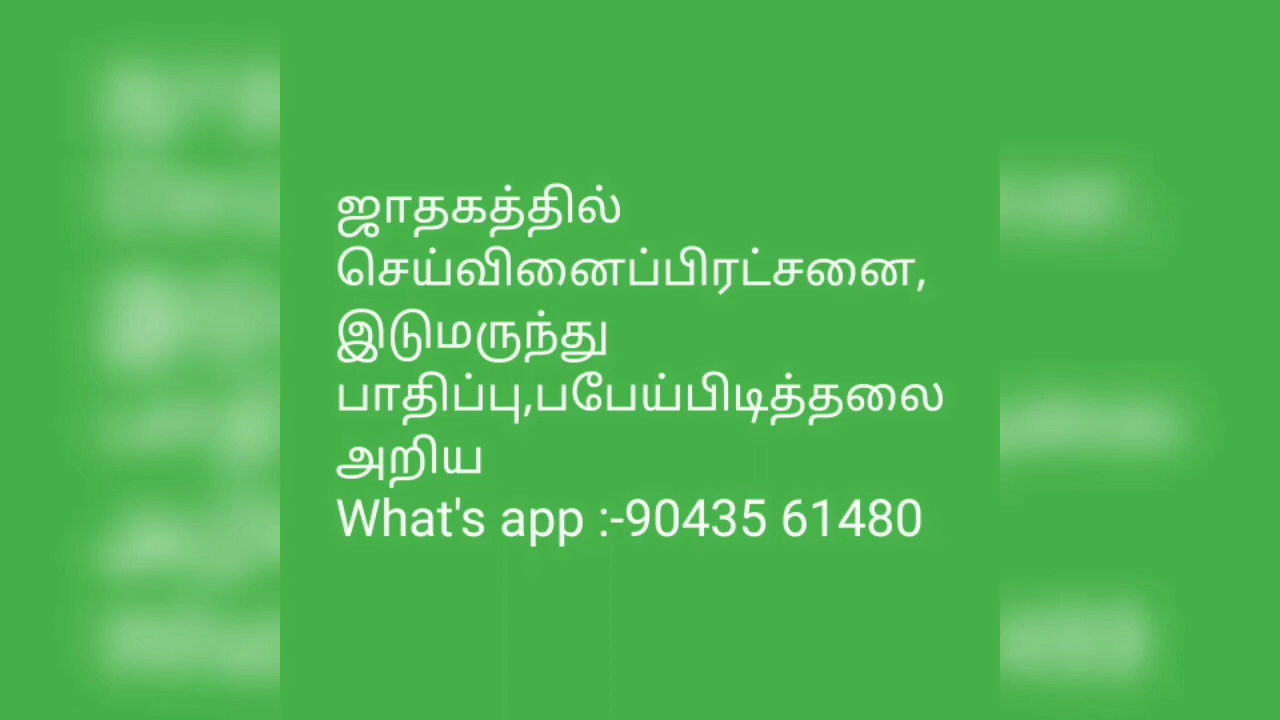 ஜாதகத்தில்
செய்வினைப்பிரட்சனை,
இடுமருந்து
பாதிப்பு,பபேய்பிடித்தலை
அறிய
What's app :-90435 61480